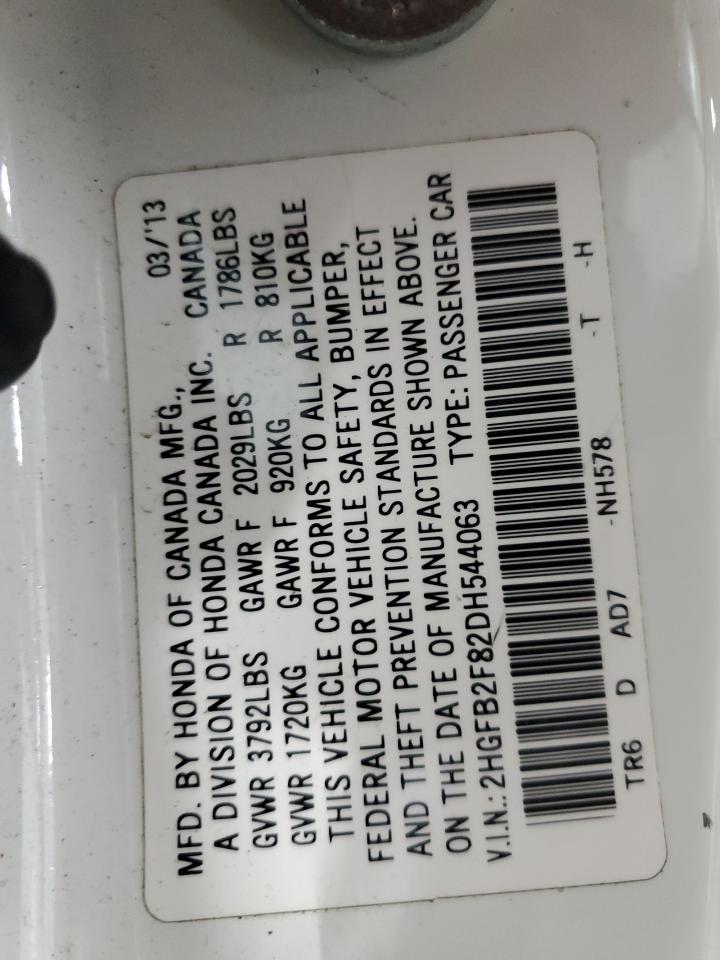 MFD. BY HONDA OF CANADA MFG., 03/'13
A DIVISION OF HONDA CANADA INC. CANADA
GVWR 3792LBS GAWR F 2029LBS R 1786LBS
GVWR 1720KG GAWR F 920KG R 810KG
THIS VEHICLE CONFORMS TO ALL APPLICABLE
FEDERAL MOTOR VEHICLE SAFETY, BUMPER,
AND THEFT PREVENTION STANDARDS IN EFFECT
ON THE DATE OF MANUFACTURE SHOWN ABOVE.
V.I.N.: 2HGFB2F82DH544063 TYPE: PASSENGER CAR
TR6 D AD7 -NH578 -T -H